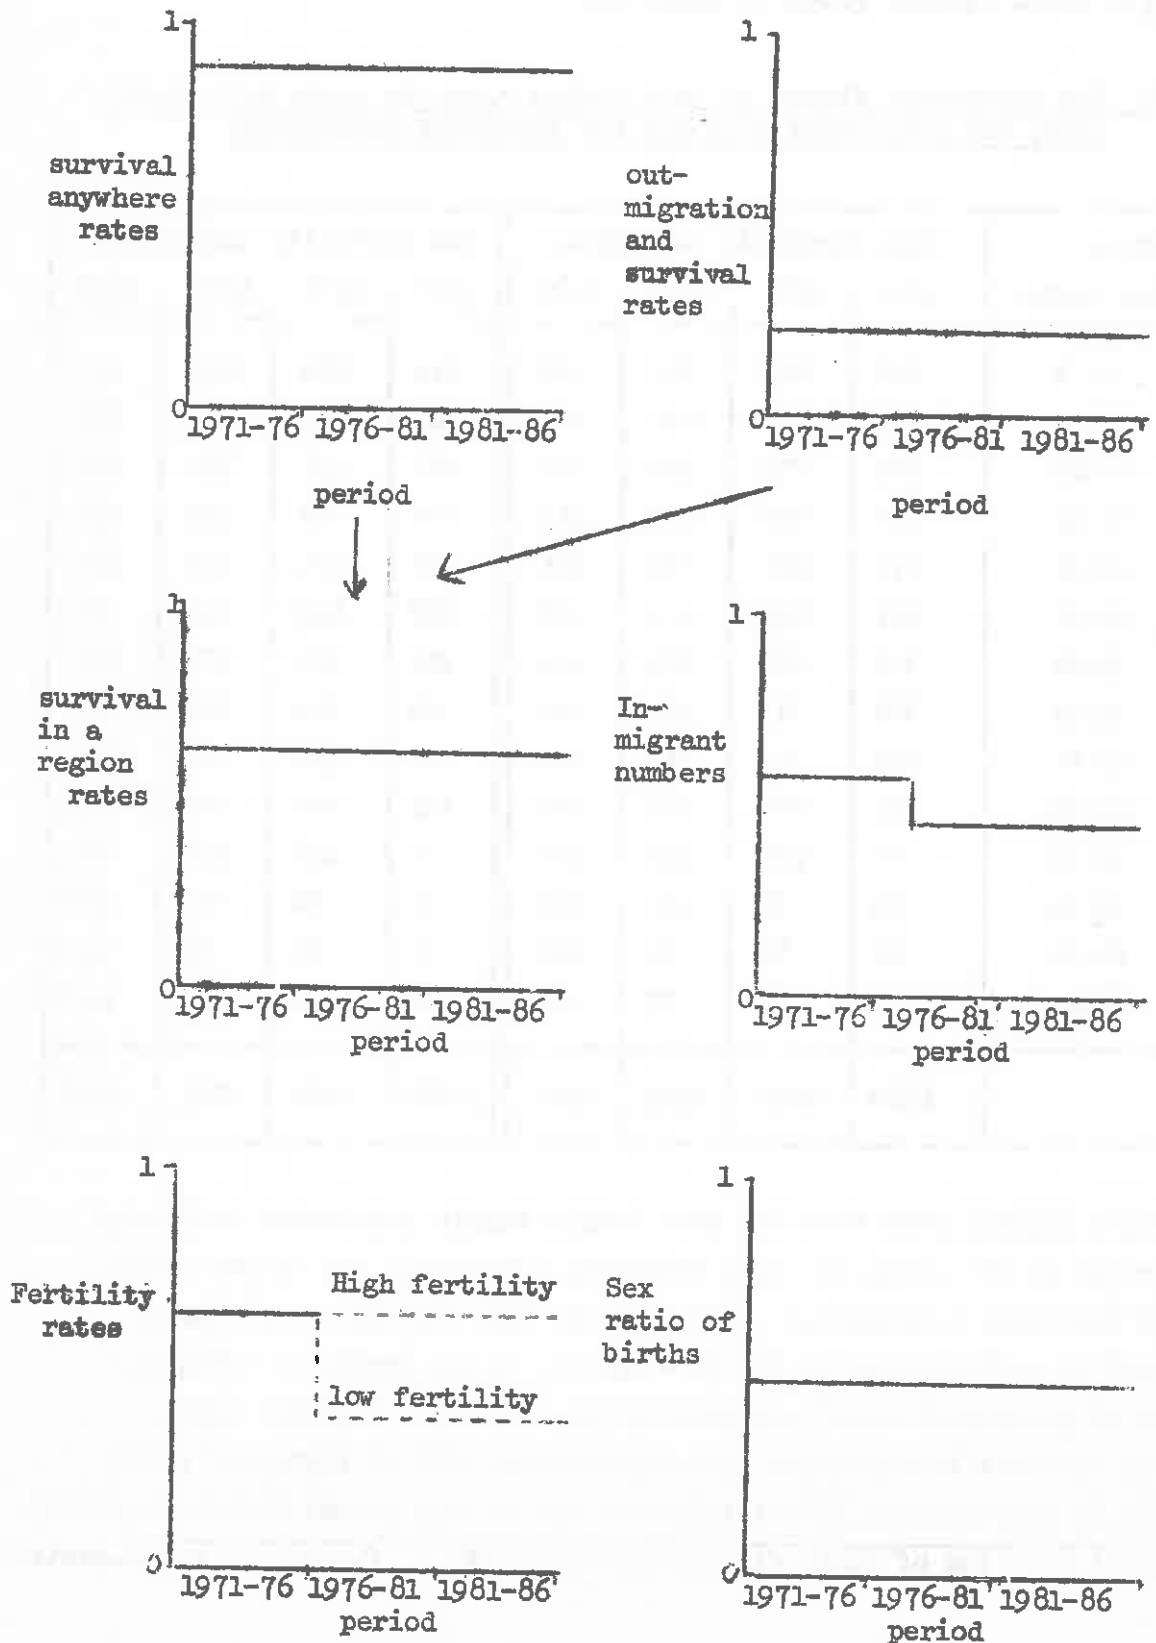 1
survival
anywhere
rates
0
1971-76 1976-81 1981-86
period
1
out-
migration
and
survival
rates
0
1971-76 1976-81 1981-86
period
1
survival
in a
region
rates
0
1971-76 1976-81 1981-86
period
1
In-
migrant
numbers
0
1971-76 1976-81 1981-86
period
1
Fertility
rates
High fertility
low fertility
0
1971-76 1976-81 1981-86
period
1
Sex
ratio of
births
0
1971-76 1976-81 1981-86
period